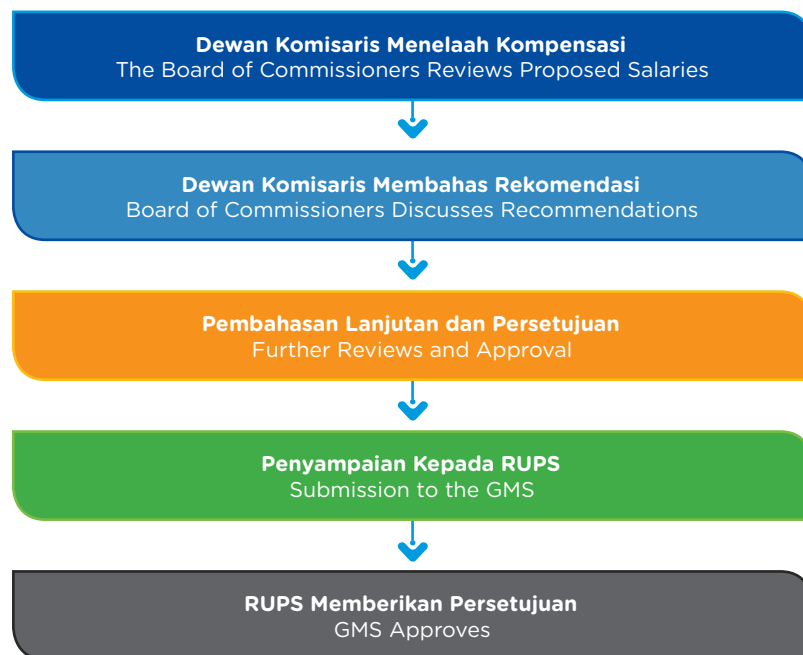 Dewan Komisaris Menelaah Kompensasi
The Board of Commissioners Reviews Proposed Salaries
Dewan Komisaris Membahas Rekomendasi
Board of Commissioners Discusses Recommendations
Pembahasan Lanjutan dan Persetujuan
Further Reviews and Approval
Penyampaian Kepada RUPS
Submission to the GMS
RUPS Memberikan Persetujuan
GMS Approves